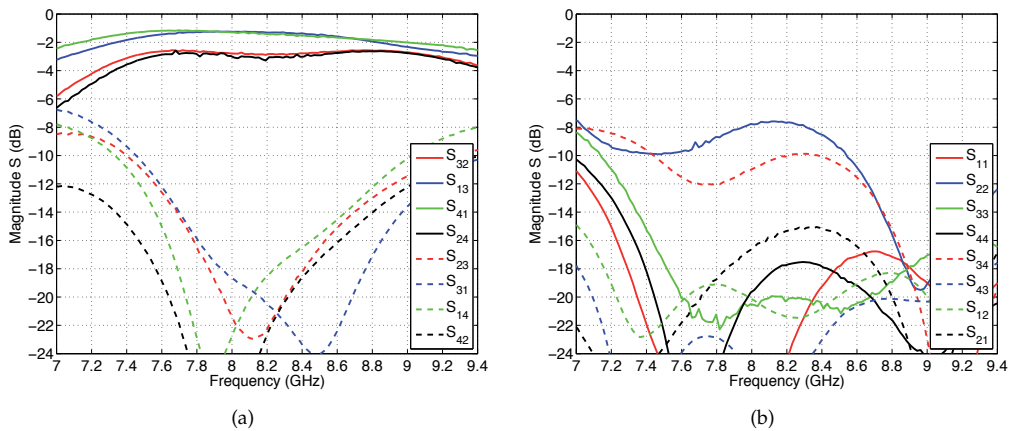 0
−2
−4
−6
−8
−10
−12
−14
−16
−18
−20
−22
−24
Magnitude S (dB)
7 7.2 7.4 7.6 7.8 8 8.2 8.4 8.6 8.8 9 9.2 9.4
Frequency (GHz)
S32
S13
S41
S24
S23
S31
S14
S42
(a)
0
−2
−4
−6
−8
−10
−12
−14
−16
−18
−20
−22
−24
Magnitude S (dB)
7 7.2 7.4 7.6 7.8 8 8.2 8.4 8.6 8.8 9 9.2 9.4
Frequency (GHz)
S11
S22
S33
S44
S34
S43
S12
S21
(b)